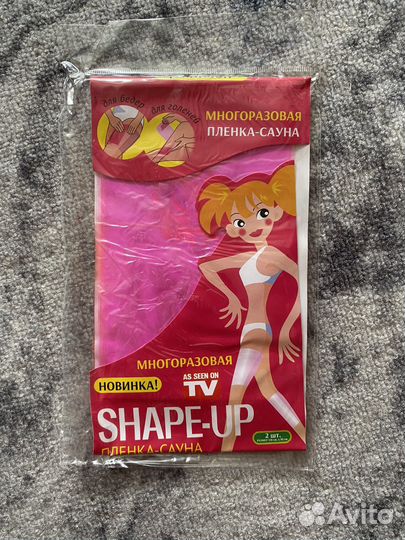 для бедер
для голеней
МНОГОРАЗОВАЯ
ПЛЕНКА-САУНА
МНОГОРАЗОВАЯ
НОВИНКА!
AS SEEN ON
TV
SHAPE-UP
2 шт.
ПЛЕНКА-САУНА
Avito